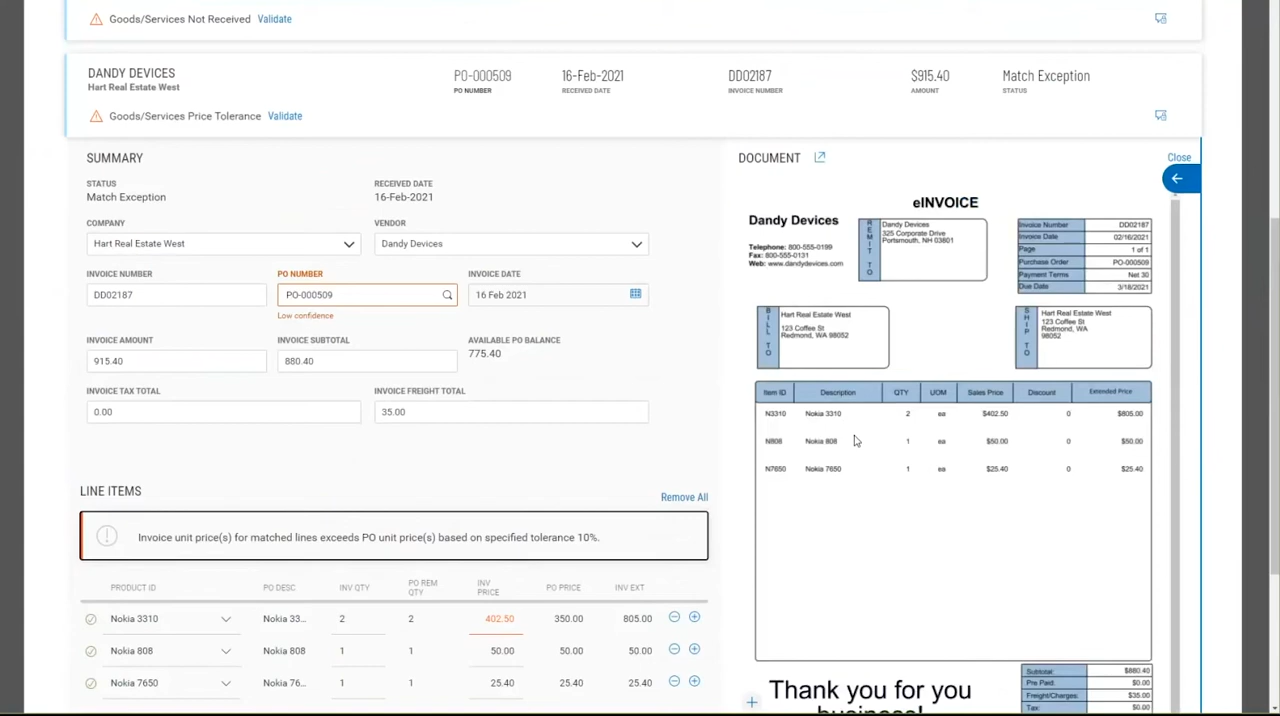 Goods/Services Not Received Validate
DANDY DEVICES
Hart Real Estate West
PO-000509
PO NUMBER
16-Feb-2021
RECEIVED DATE
DD02187
INVOICE NUMBER
$915.40
AMOUNT
Match Exception
STATUS
Goods/Services Price Tolerance Validate
SUMMARY
STATUS
Match Exception
RECEIVED DATE
16-Feb-2021
COMPANY
Hart Real Estate West
VENDOR
Dandy Devices
INVOICE NUMBER
DD02187
PO NUMBER
PO-000509
Low confidence
INVOICE DATE
16 Feb 2021
INVOICE AMOUNT
915.40
INVOICE SUBTOTAL
880.40
AVAILABLE PO BALANCE
775.40
INVOICE TAX TOTAL
0.00
INVOICE FREIGHT TOTAL
35.00
LINE ITEMS
Remove All
Invoice unit price(s) for matched lines exceeds PO unit price(s) based on specified tolerance 10%.
PRODUCT ID PO DESC INV QTY PO REM QTY INV PRICE PO PRICE INV EXT
Nokia 3310 Nokia 33... 2 2 402.50 350.00 805.00
Nokia 808 Nokia 808 1 1 50.00 50.00 50.00
Nokia 7650 Nokia 76... 1 25.40 25.40 25.40
DOCUMENT
Close
eINVOICE
Dandy Devices
Telephone: 800-555-0199
Fax: 800-555-0131
Web: www.dandydevices.com
REMIT TO
Dandy Devices
325 Corporate Drive
Portsmouth, NH 03801
Invoice Number DD02187
Invoice Date 02/16/2021
Page 1 of 1
Purchase Order PO-000509
Payment Terms Net 30
Due Date 3/18/2021
BILL TO
Hart Real Estate West
123 Coffee St
Redmond, WA 98052
SHIP TO
Hart Real Estate West
123 Coffee St
Redmond, WA
98052
Item ID Description QTY UOM Sales Price Discount Extended Price
N3310 Nokia 3310 2 ea $402.50 0 $805.00
N808 Nokia 808 1 ea $50.00 0 $50.00
N7650 Nokia 7650 1 ea $25.40 0 $25.40
Thank you for you
business!
Subtotal: $880.40
Pre Paid: $0.00
Freight/Charges: $35.00
Tax: $0.00